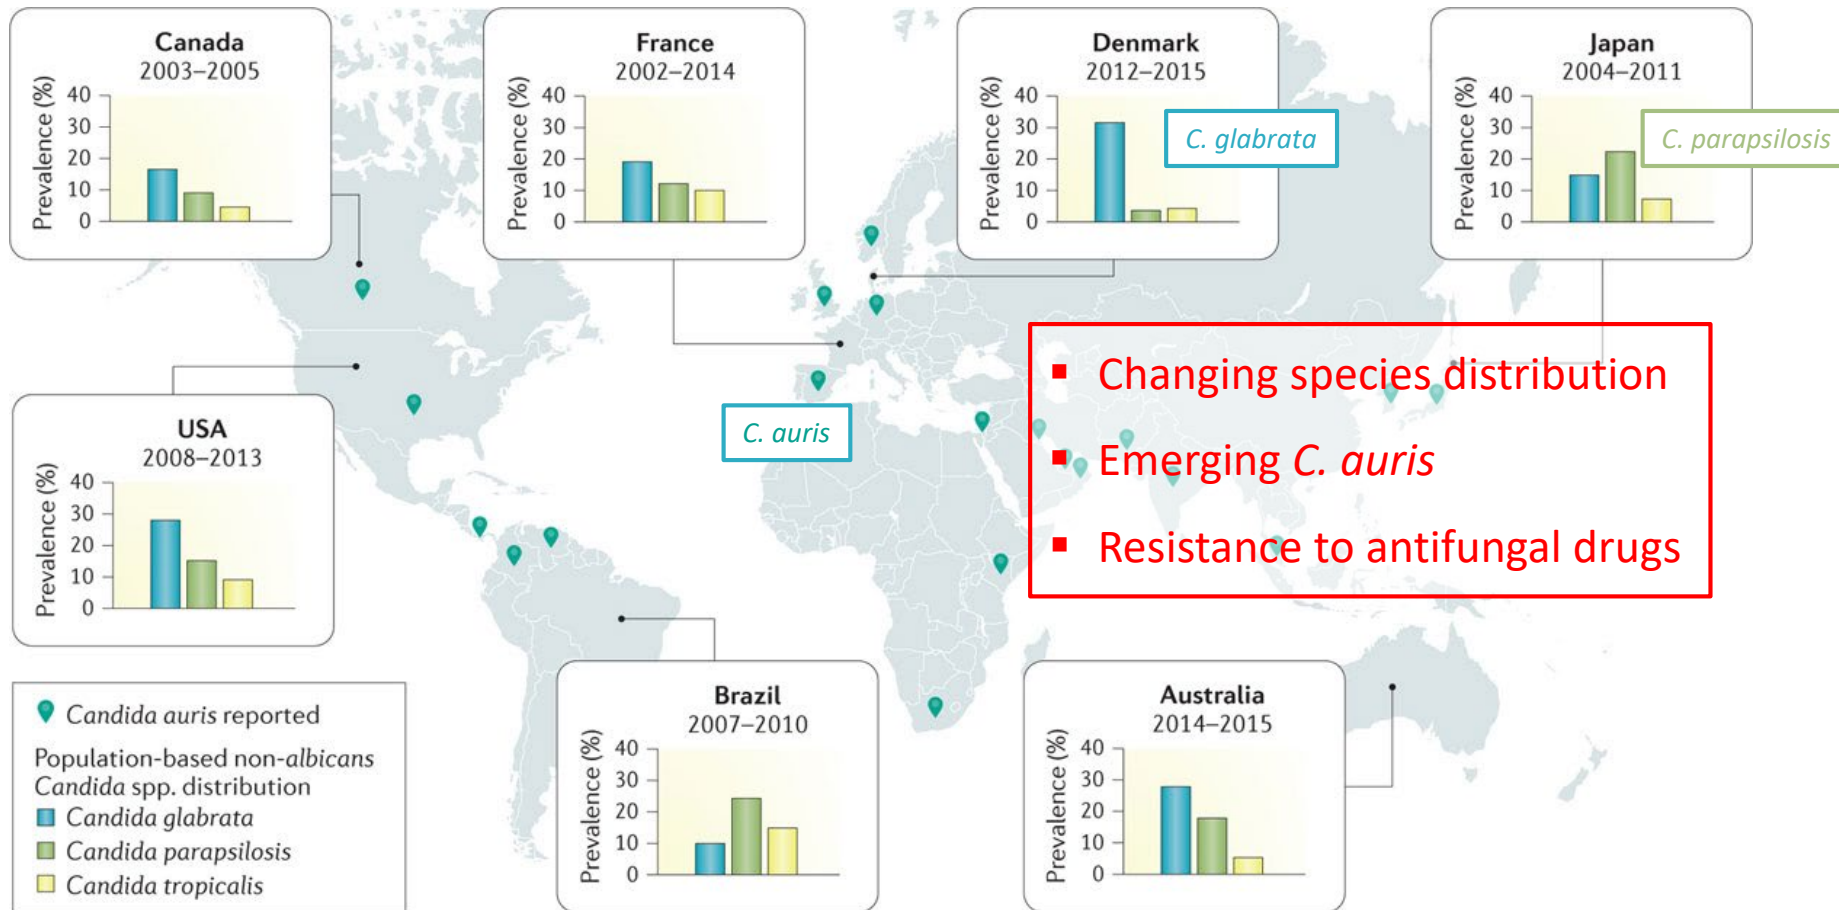 Canada
2003–2005
Prevalence (%)
40
30
20
10
0
France
2002–2014
Prevalence (%)
40
30
20
10
0
Denmark
2012–2015
Prevalence (%)
40
30
20
10
0
C. glabrata
Japan
2004–2011
Prevalence (%)
40
30
20
10
0
C. parapsilosis
USA
2008–2013
Prevalence (%)
40
30
20
10
0
C. auris
▪ Changing species distribution
▪ Emerging C. auris
▪ Resistance to antifungal drugs
Candida auris reported
Population-based non-albicans
Candida spp. distribution
Candida glabrata
Candida parapsilosis
Candida tropicalis
Brazil
2007–2010
Prevalence (%)
40
30
20
10
0
Australia
2014–2015
Prevalence (%)
40
30
20
10
0